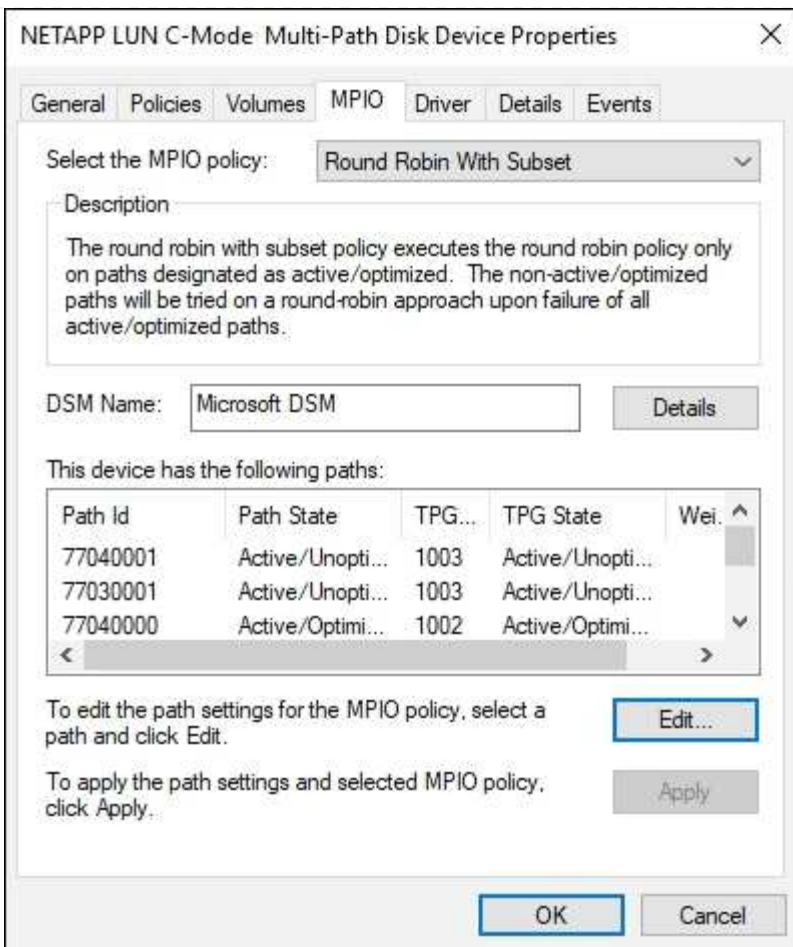 NETAPP LUN C-Mode  Multi-Path Disk Device Properties
General Policies Volumes MPIO Driver Details Events
Select the MPIO policy: Round Robin With Subset
Description
The round robin with subset policy executes the round robin policy only
on paths designated as active/optimized.  The non-active/optimized
paths will be tried on a round-robin approach upon failure of all
active/optimized paths.
DSM Name: Microsoft DSM Details
This device has the following paths:
Path Id Path State TPG... TPG State Wei.
77040001 Active/Unopti... 1003 Active/Unopti...
77030001 Active/Unopti... 1003 Active/Unopti...
77040000 Active/Optimi... 1002 Active/Optimi...
To edit the path settings for the MPIO policy, select a
path and click Edit.
Edit...
To apply the path settings and selected MPIO policy,
click Apply.
Apply
OK Cancel